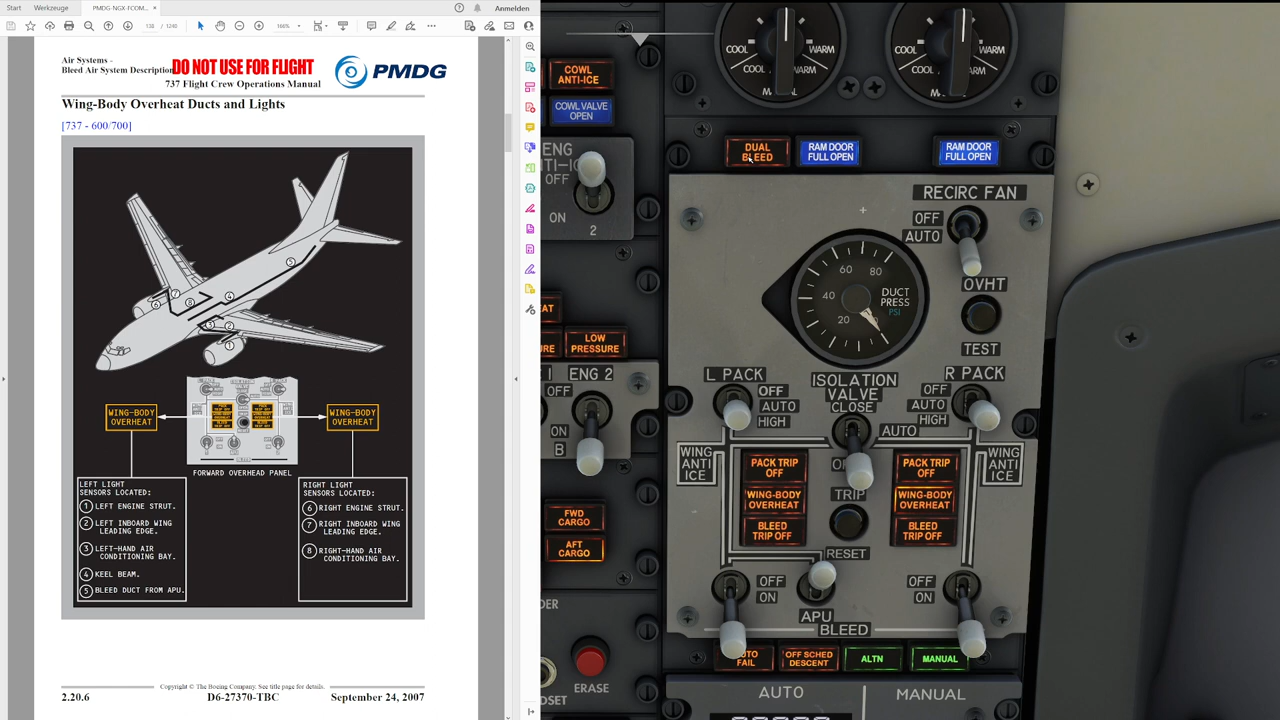 Start
Werkzeuge
PMDG-NGX-FCOM...
×
Anmelden
138 / 1240
166%
Air Systems -
Bleed Air System Description
DO NOT USE FOR FLIGHT
737 Flight Crew Operations Manual
PMDG
Wing-Body Overheat Ducts and Lights
[737 - 600/700]
WING-BODY
OVERHEAT
WING-BODY
OVERHEAT
FORWARD OVERHEAD PANEL
LEFT LIGHT
SENSORS LOCATED:
1 LEFT ENGINE STRUT.
2 LEFT INBOARD WING
LEADING EDGE.
3 LEFT-HAND AIR
CONDITIONING BAY.
4 KEEL BEAM.
5 BLEED DUCT FROM APU.
RIGHT LIGHT
SENSORS LOCATED:
6 RIGHT ENGINE STRUT.
7 RIGHT INBOARD WING
LEADING EDGE.
8 RIGHT-HAND AIR
CONDITIONING BAY.
Copyright © The Boeing Company. See title page for details.
2.20.6
D6-27370-TBC
September 24, 2007
COWL
ANTI-ICE
COWL VALVE
OPEN
ENG
OFF
ON
2
LOW
PRESSURE
ENG 2
OFF
ON
B
FWD
CARGO
AFT
CARGO
ERASE
COOL
WARM
COOL
WARM
DUAL
BLEED
RAM DOOR
FULL OPEN
RAM DOOR
FULL OPEN
RECIRC FAN
OFF
AUTO
OVHT
TEST
60
80
40
20
DUCT
PRESS
PSI
L PACK
OFF
AUTO
HIGH
ISOLATION
VALVE
CLOSE
AUTO
R PACK
OFF
AUTO
HIGH
WING
ANTI
ICE
WING
ANTI
ICE
PACK TRIP
OFF
WING-BODY
OVERHEAT
BLEED
TRIP OFF
TRIP
RESET
PACK TRIP
OFF
WING-BODY
OVERHEAT
BLEED
TRIP OFF
OFF
ON
OFF
ON
APU
BLEED
FAIL
OFF SCHED
DESCENT
ALTN
MANUAL
AUTO
MANUAL